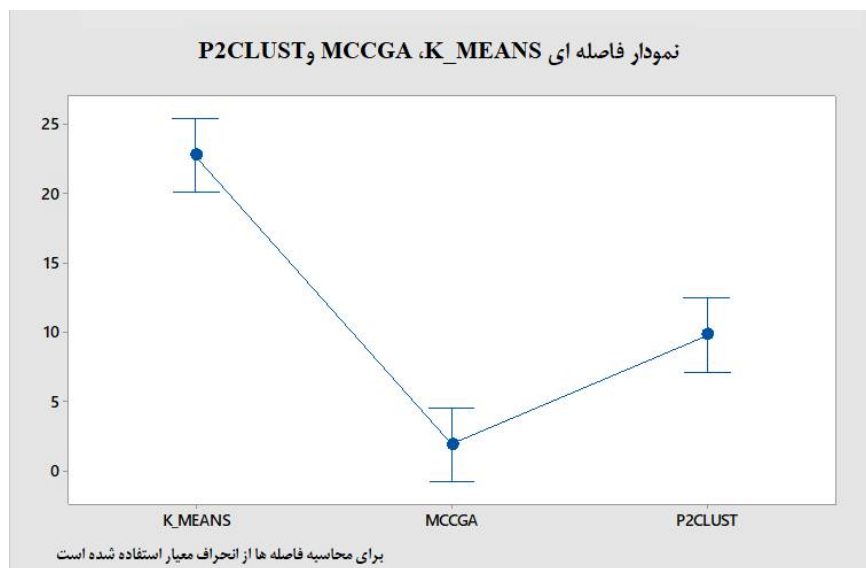 نمودار فاصله ای MCCGA ،K_MEANS وP2CLUST
25
20
15
10
5
0
K_MEANS
MCCGA
P2CLUST
برای محاسبه فاصله ها از انحراف معیار استفاده شده است